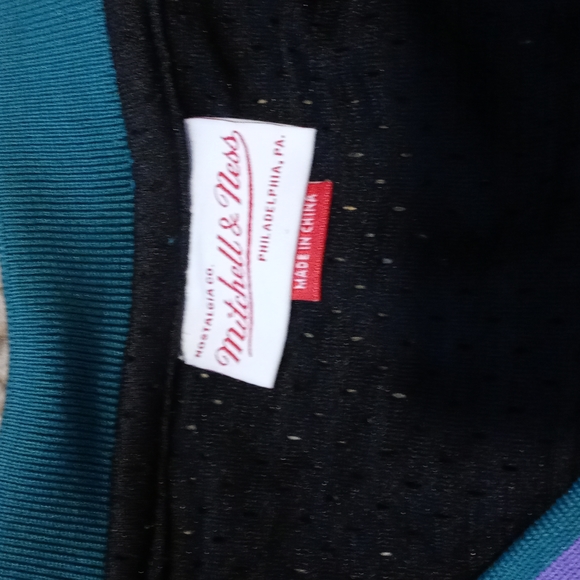 NOSTALGIA CO.
Mitchell & Ness
PHILADELPHIA, PA.
MADE IN CHINA